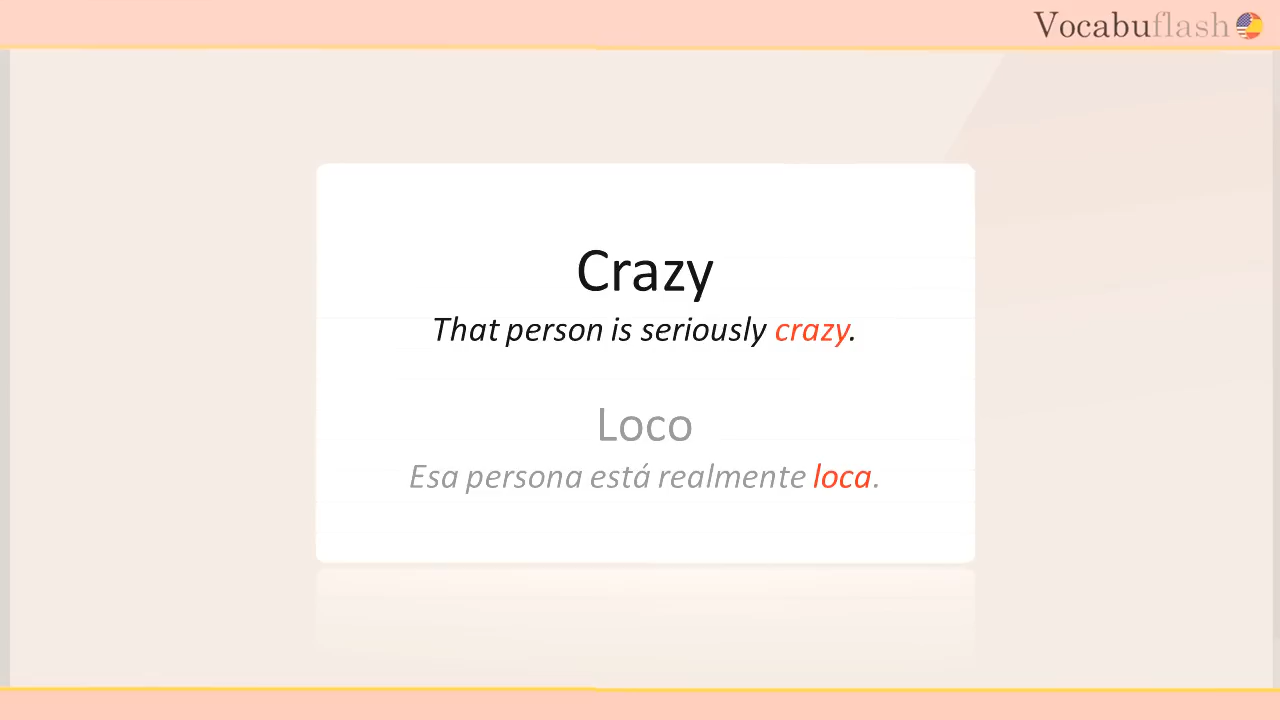 Vocabuflash
Crazy
That person is seriously crazy.
Loco
Esa persona está realmente loca.